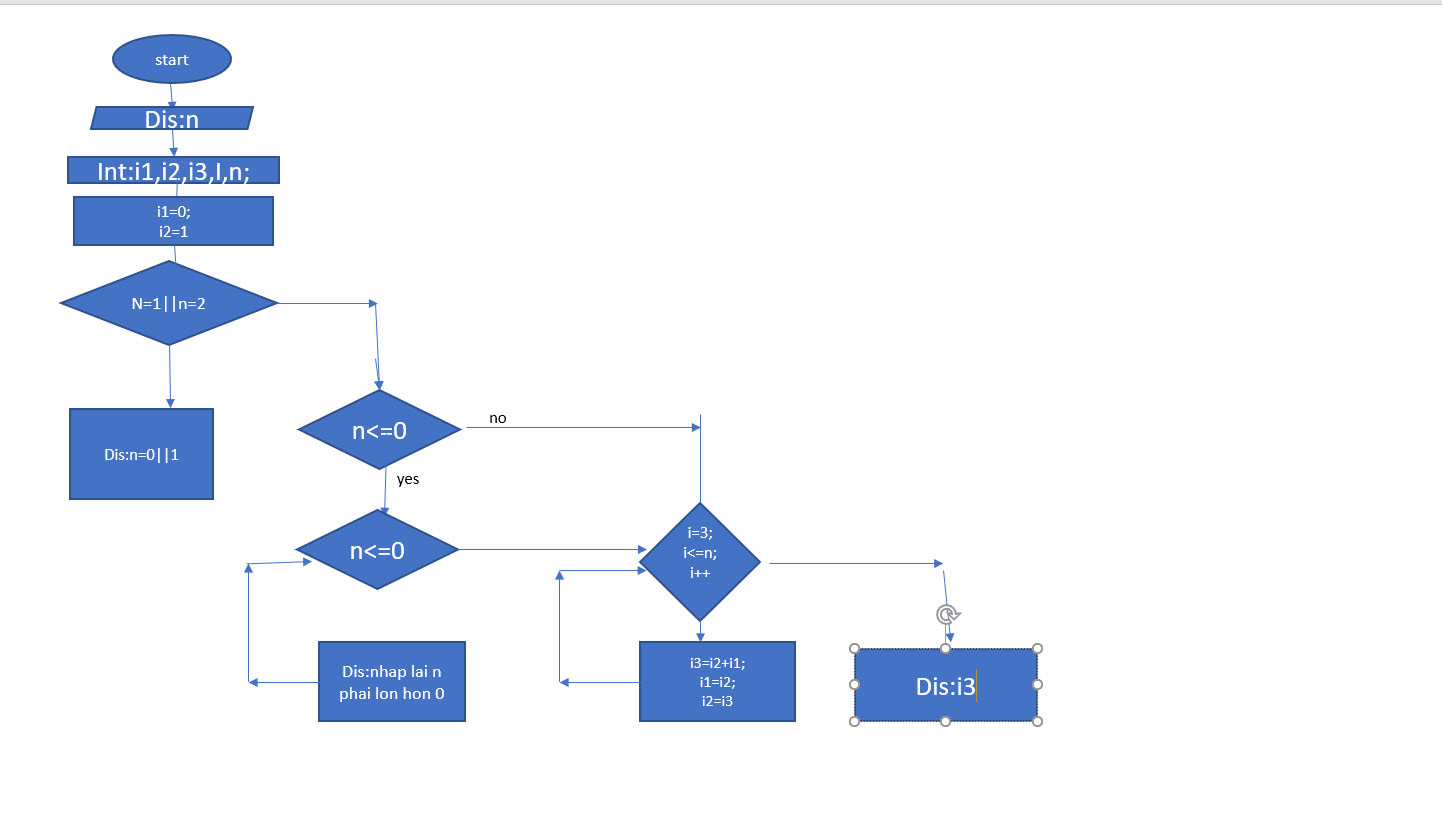 start
Dis:n
Int:i1,i2,i3,I,n;
i1=0;
i2=1
N=1||n=2
Dis:n=0||1
n<=0
no
yes
n<=0
i=3;
i<=n;
i++
Dis:nhap lai n
phai lon hon 0
i3=i2+i1;
i1=i2;
i2=i3
Dis:i3